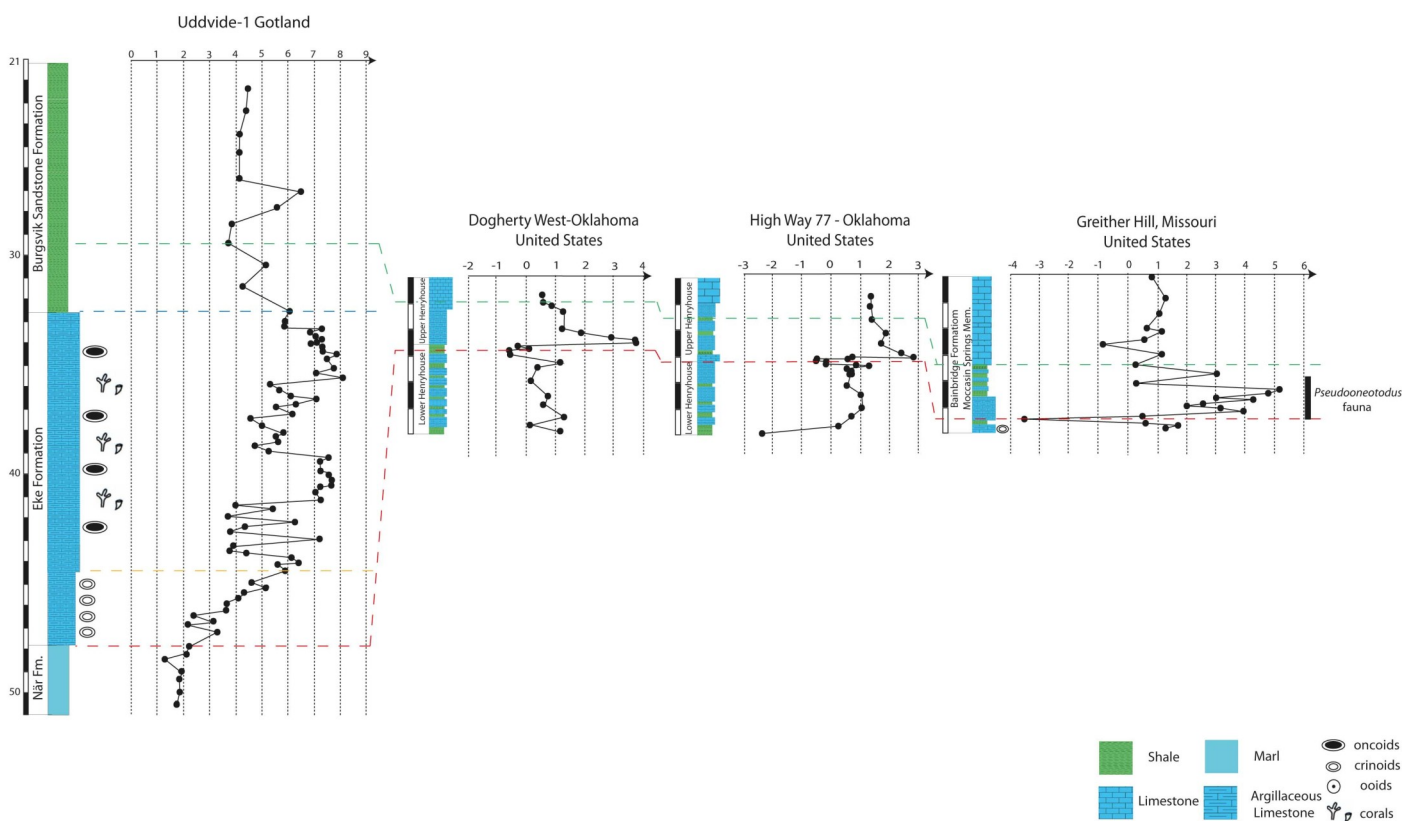 Uddvide-1 Gotland
0 1 2 3 4 5 6 7 8 9
21
30
40
50
Burgsvik Sandstone Formation
Eke Formation
När Fm.
Dogherty West-Oklahoma
United States
-2 -1 0 1 2 3 4
Upper Henryhouse
Lower Henryhouse
High Way 77 - Oklahoma
United States
-3 -2 -1 0 1 2 3
Upper Henryhouse
Lower Henryhouse
Greither Hill, Missouri
United States
-4 -3 -2 -1 0 1 2 3 4 5 6
Bainbridge Formatiom
Moccasin Springs Mem.
Pseudooneotodus
fauna
Shale
Marl
Limestone
Argillaceous
Limestone
oncoids
crinoids
ooids
corals